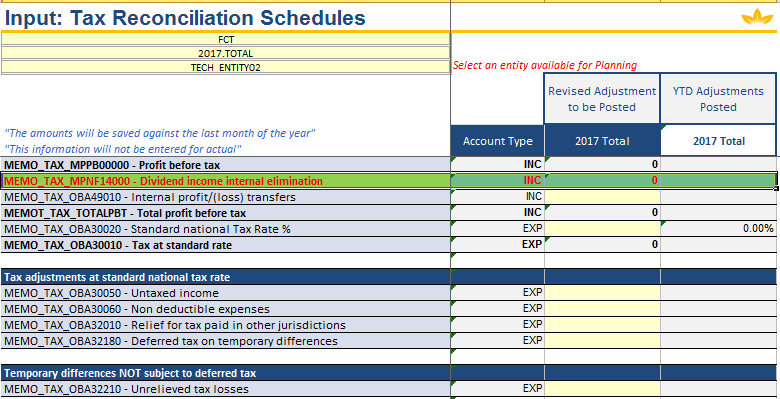 Input: Tax Reconciliation Schedules
FCT
2017.TOTAL
TECH_ENTITY02
Select an entity available for Planning
Revised Adjustment to be Posted
YTD Adjustments Posted
"The amounts will be saved against the last month of the year"
"This information will not be entered for actual"
Account Type 2017 Total 2017 Total
MEMO_TAX_MPPB00000 - Profit before tax INC 0
MEMO_TAX_MPNF14000 - Dividend income internal elimination INC 0
MEMO_TAX_OBA49010 - Internal profit/(loss) transfers INC
MEMOT_TAX_TOTALPBT - Total profit before tax INC 0
MEMO_TAX_OBA30020 - Standard national Tax Rate % EXP 0.00%
MEMO_TAX_OBA30010 - Tax at standard rate EXP 0
Tax adjustments at standard national tax rate
MEMO_TAX_OBA30050 - Untaxed income EXP
MEMO_TAX_OBA30060 - Non deductible expenses EXP
MEMO_TAX_OBA32010 - Relief for tax paid in other jurisdictions EXP
MEMO_TAX_OBA32180 - Deferred tax on temporary differences EXP
Temporary differences NOT subject to deferred tax
MEMO_TAX_OBA32210 - Unrelieved tax losses EXP